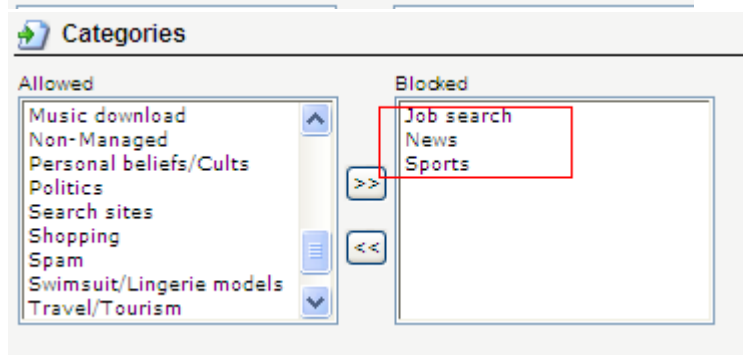 Categories
Allowed
Blocked
Music download
Non-Managed
Personal beliefs/Cults
Politics
Search sites
Shopping
Spam
Swimsuit/Lingerie models
Travel/Tourism
>>
<<
Job search
News
Sports